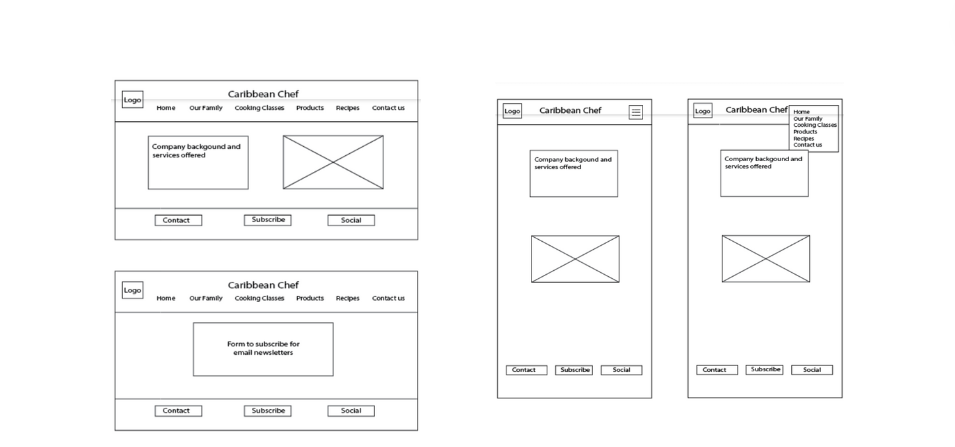 Caribbean Chef
Logo
Home Our Family Cooking Classes Products Recipes Contact us
Company backgound and
services offered
Contact Subscribe Social
Caribbean Chef
Logo
Home Our Family Cooking Classes Products Recipes Contact us
Form to subscribe for
email newsletters
Contact Subscribe Social
Logo Caribbean Chef
Company backgound and
services offered
Contact Subscribe Social
Logo Caribbean Chef
Home
Our Family
Cooking Classes
Products
Recipes
Contact us
Company backgound and
services offered
Contact Subscribe Social